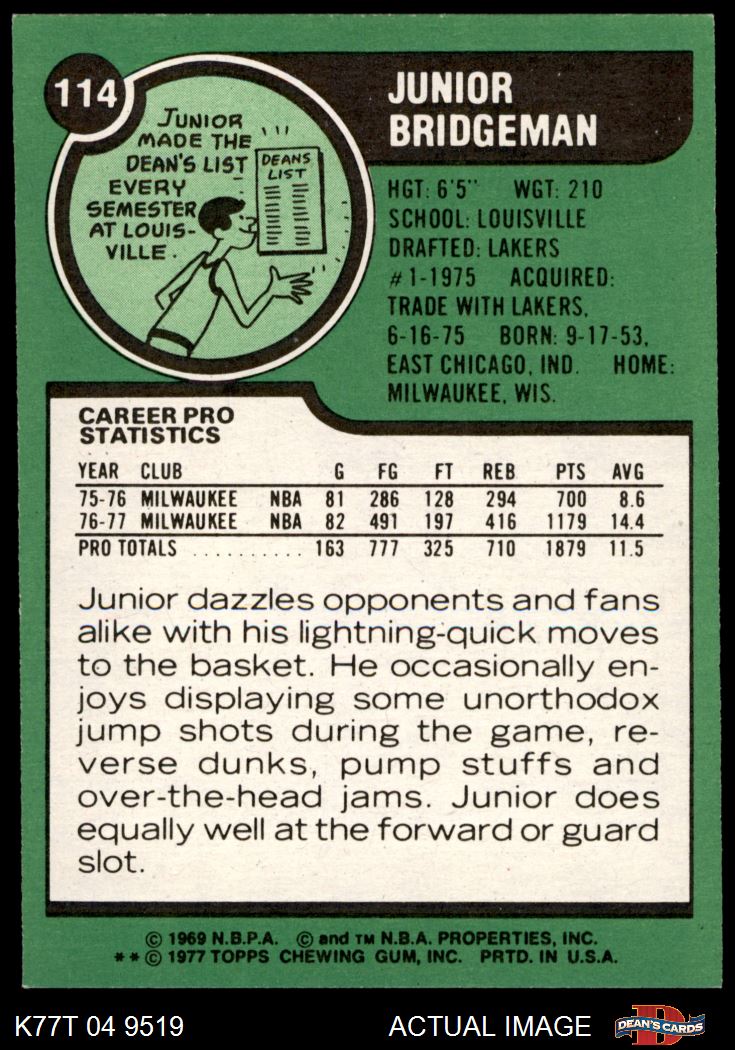 114
JUNIOR
MADE THE
DEAN'S LIST
EVERY
SEMESTER
AT LOUIS-
VILLE.
DEANS
LIST
JUNIOR
BRIDGEMAN
HGT: 6'5" WGT: 210
SCHOOL: LOUISVILLE
DRAFTED: LAKERS
#1-1975 ACQUIRED:
TRADE WITH LAKERS,
6-16-75 BORN: 9-17-53,
EAST CHICAGO, IND. HOME:
MILWAUKEE, WIS.
CAREER PRO
STATISTICS
YEAR CLUB G FG FT REB PTS AVG
75-76 MILWAUKEE NBA 81 286 128 294 700 8.6
76-77 MILWAUKEE NBA 82 491 197 416 1179 14.4
PRO TOTALS .......... 163 777 325 710 1879 11.5
Junior dazzles opponents and fans
alike with his lightning-quick moves
to the basket. He occasionally en-
joys displaying some unorthodox
jump shots during the game, re-
verse dunks, pump stuffs and
over-the-head jams. Junior does
equally well at the forward or guard
slot.
© 1969 N.B.P.A. © and TM N.B.A. PROPERTIES, INC.
**© 1977 TOPPS CHEWING GUM, INC. PRTD. IN U.S.A.
K77T 04 9519 ACTUAL IMAGE
D
DEAN'S CARDS